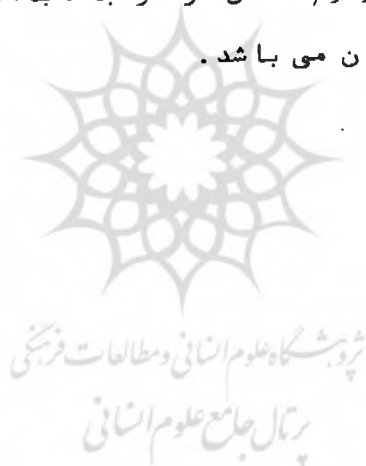 ن می باشد.
پژوهشگاه علوم انسانی و مطالعات فرهنگی
پرتال جامع علوم انسانی